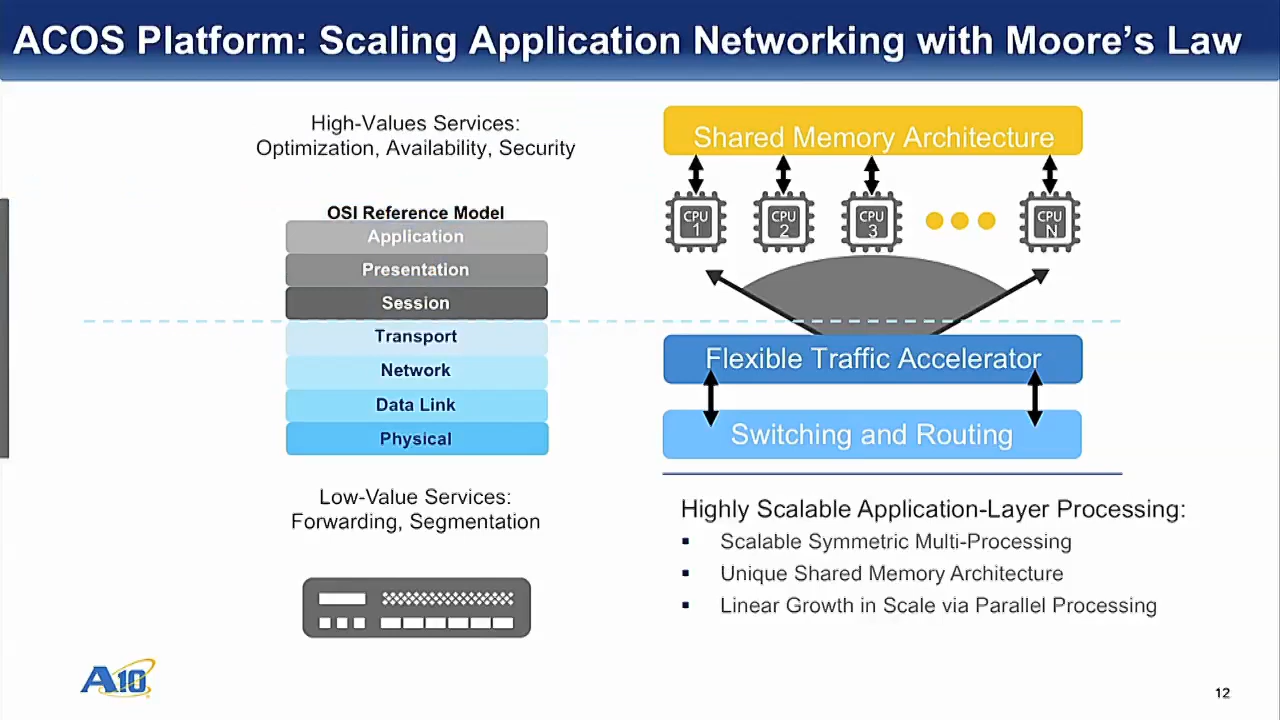 ACOS Platform: Scaling Application Networking with Moore’s Law
High-Values Services:
Optimization, Availability, Security
OSI Reference Model
Application
Presentation
Session
Transport
Network
Data Link
Physical
Low-Value Services:
Forwarding, Segmentation
Shared Memory Architecture
CPU 1
CPU 2
CPU 3
CPU N
Flexible Traffic Accelerator
Switching and Routing
Highly Scalable Application-Layer Processing:
▪ Scalable Symmetric Multi-Processing
▪ Unique Shared Memory Architecture
▪ Linear Growth in Scale via Parallel Processing
A10
12